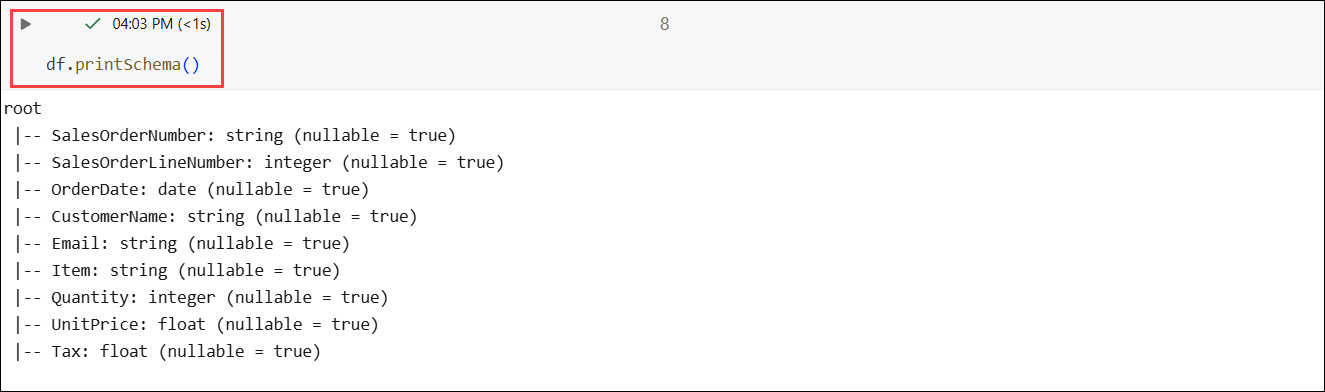 04:03 PM (<1s)
8
df.printSchema()
root
 |-- SalesOrderNumber: string (nullable = true)
 |-- SalesOrderLineNumber: integer (nullable = true)
 |-- OrderDate: date (nullable = true)
 |-- CustomerName: string (nullable = true)
 |-- Email: string (nullable = true)
 |-- Item: string (nullable = true)
 |-- Quantity: integer (nullable = true)
 |-- UnitPrice: float (nullable = true)
 |-- Tax: float (nullable = true)